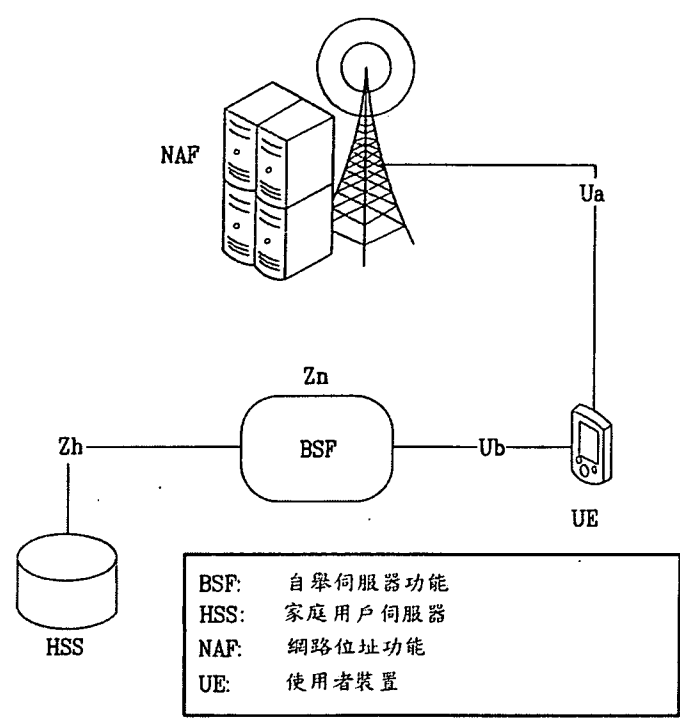 NAF
Ua
Zn
Zh
BSF
Ub
UE
HSS
BSF: 自舉伺服器功能
HSS: 家庭用戶伺服器
NAF: 網路位址功能
UE: 使用者裝置